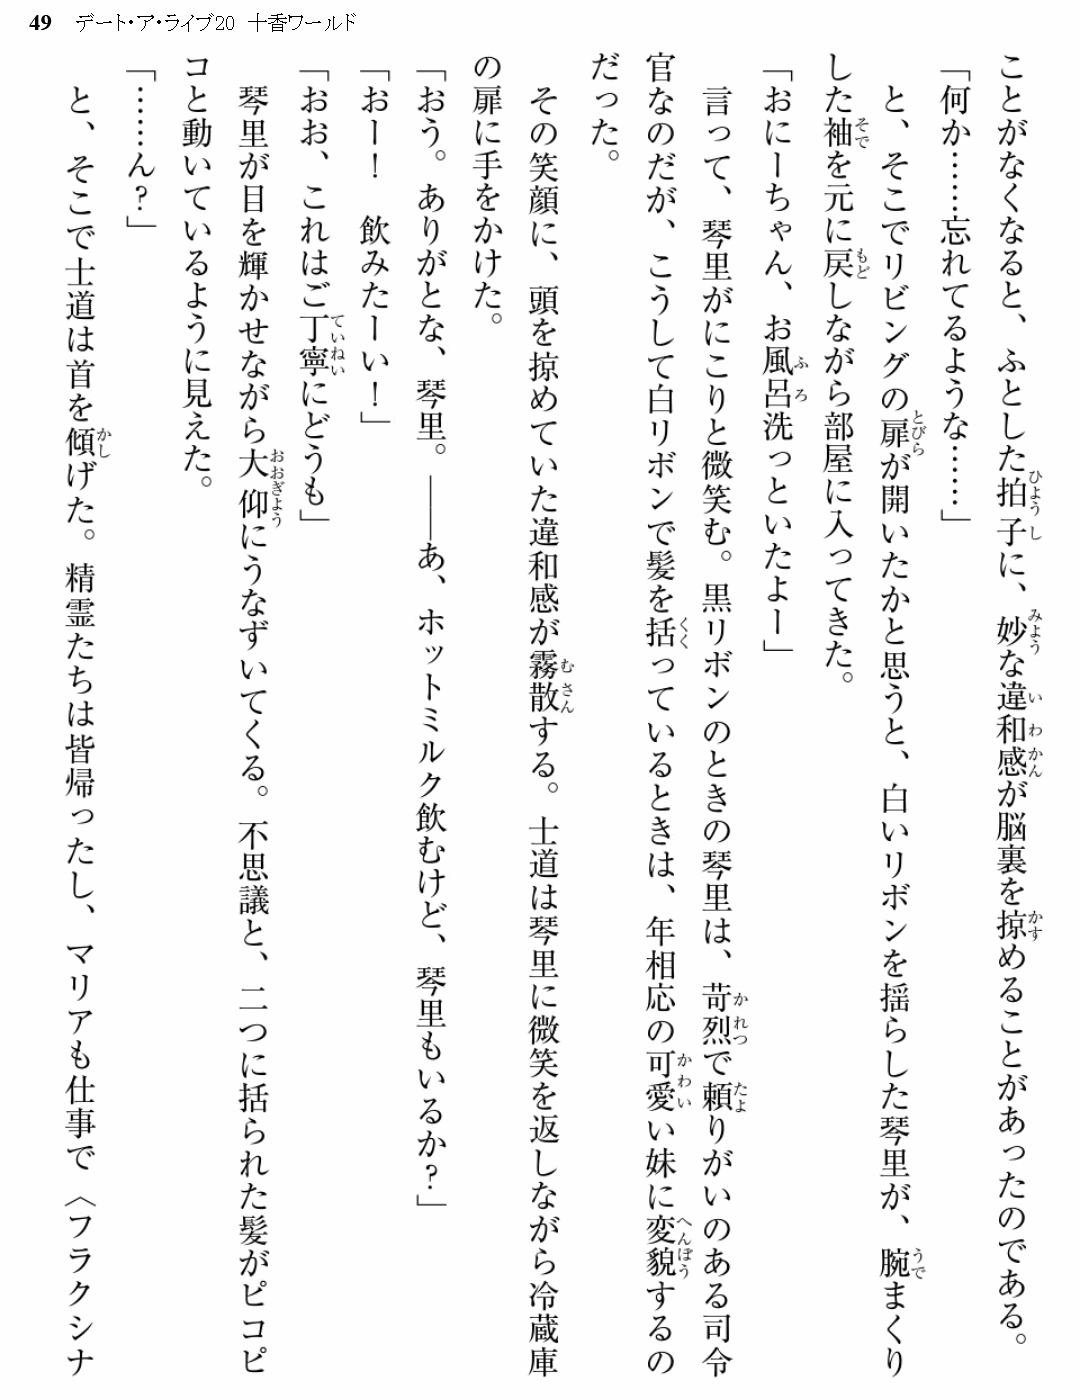 49 デート・ア・ライブ20 十香ワールド
ことがなくなると、ふとした拍子に、妙な違和感が脳裏を掠めることがあったのである。
「何か……忘れてるような……」
と、そこでリビングの扉が開いたかと思うと、白いリボンを揺らした琴里が、腕まくり
した袖を元に戻しながら部屋に入ってきた。
「おにーちゃん、お風呂洗っといたよー」
言って、琴里がにこりと微笑む。黒リボンのときの琴里は、苛烈で頼りがいのある司令
官なのだが、こうして白リボンで髪を括っているときは、年相応の可愛い妹に変貌するの
だった。
その笑顔に、頭を掠めていた違和感が霧散する。士道は琴里に微笑を返しながら冷蔵庫
の扉に手をかけた。
「おう。ありがとな、琴里。――あ、ホットミルク飲むけど、琴里もいるか？」
「おー！　飲みたーい！」
「おお、これはご丁寧にどうも」
琴里が目を輝かせながら大仰にうなずいてくる。不思議と、二つに括られた髪がピコピ
コと動いているように見えた。
「……ん？」
と、そこで士道は首を傾げた。精霊たちは皆帰ったし、マリアも仕事で〈フラクシナ